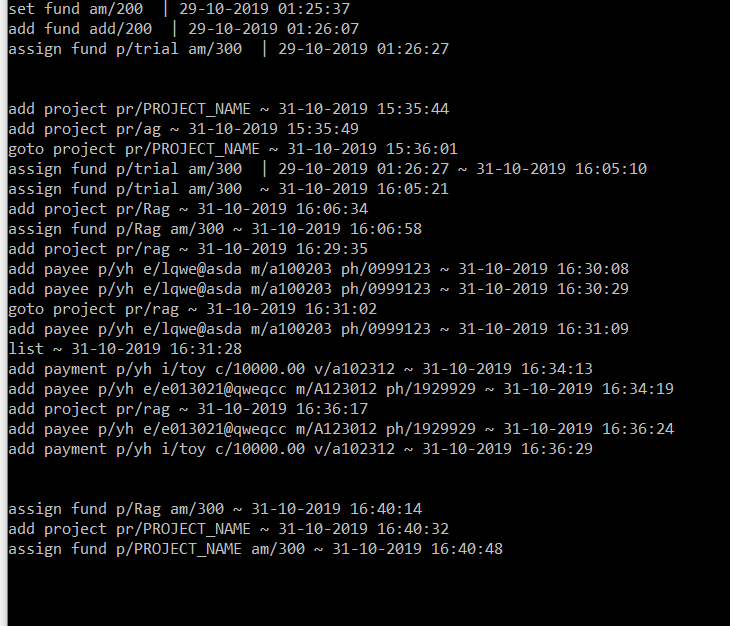 set fund am/200  | 29-10-2019 01:25:37
add fund add/200  | 29-10-2019 01:26:07
assign fund p/trial am/300  | 29-10-2019 01:26:27
add project pr/PROJECT_NAME ~ 31-10-2019 15:35:44
add project pr/ag ~ 31-10-2019 15:35:49
goto project pr/PROJECT_NAME ~ 31-10-2019 15:36:01
assign fund p/trial am/300  | 29-10-2019 01:26:27 ~ 31-10-2019 16:05:10
assign fund p/trial am/300  ~ 31-10-2019 16:05:21
add project pr/Rag ~ 31-10-2019 16:06:34
assign fund p/Rag am/300 ~ 31-10-2019 16:06:58
add project pr/rag ~ 31-10-2019 16:29:35
add payee p/yh e/lqwe@asda m/a100203 ph/0999123 ~ 31-10-2019 16:30:08
add payee p/yh e/lqwe@asda m/a100203 ph/0999123 ~ 31-10-2019 16:30:29
goto project pr/rag ~ 31-10-2019 16:31:02
add payee p/yh e/lqwe@asda m/a100203 ph/0999123 ~ 31-10-2019 16:31:09
list ~ 31-10-2019 16:31:28
add payment p/yh i/toy c/10000.00 v/a102312 ~ 31-10-2019 16:34:13
add payee p/yh e/e013021@qweqcc m/A123012 ph/1929929 ~ 31-10-2019 16:34:19
add project pr/rag ~ 31-10-2019 16:36:17
add payee p/yh e/e013021@qweqcc m/A123012 ph/1929929 ~ 31-10-2019 16:36:24
add payment p/yh i/toy c/10000.00 v/a102312 ~ 31-10-2019 16:36:29
assign fund p/Rag am/300 ~ 31-10-2019 16:40:14
add project pr/PROJECT_NAME ~ 31-10-2019 16:40:32
assign fund p/PROJECT_NAME am/300 ~ 31-10-2019 16:40:48